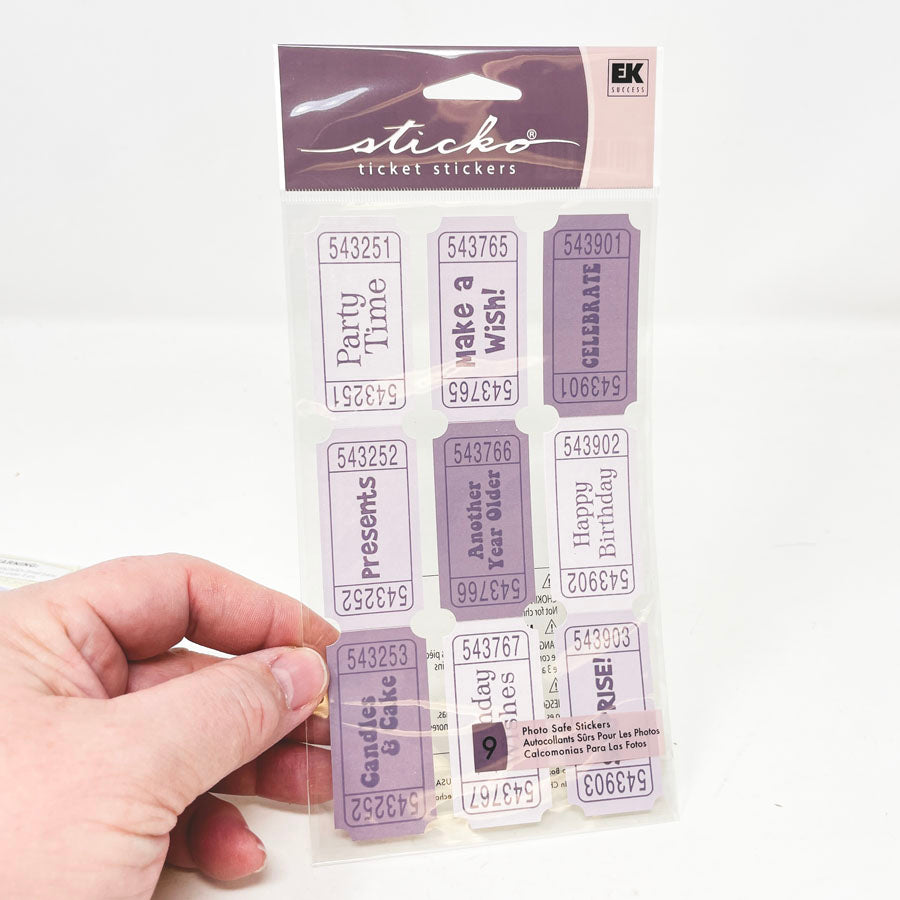 EK
SUCCESS
sticko®
ticket stickers
543251
Party
Time
543251
543765
Make a
Wish!
543765
543901
CELEBRATE
543901
543252
Presents
543252
543766
Another
Year Older
543766
543902
Happy
Birthday
543902
543253
Candles
& Cake
543252
543767
543767
543903
543903
9
Photo Safe Stickers
Autocollants Sûrs Pour Les Photos
Calcomonias Para Las Fotos